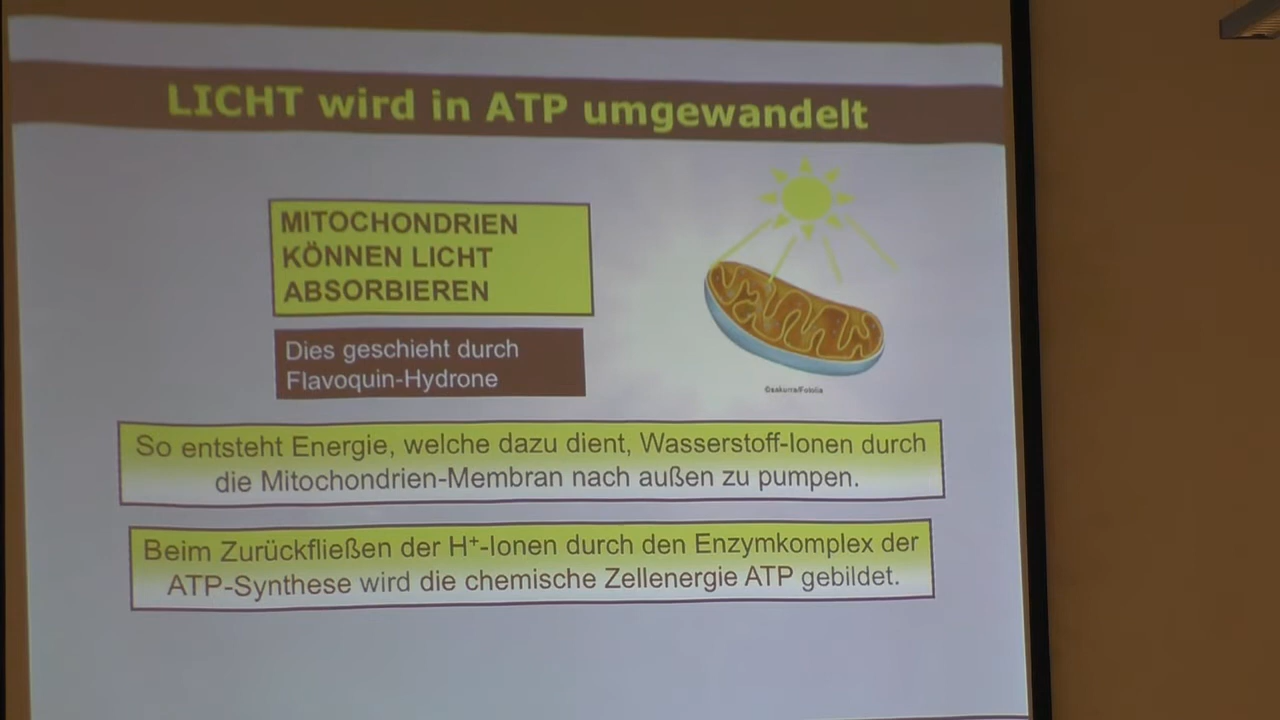 LICHT wird in ATP umgewandelt
MITOCHONDRIEN
KÖNNEN LICHT
ABSORBIEREN
Dies geschieht durch
Flavoquin-Hydrone
©sakurra/Fotolia
So entsteht Energie, welche dazu dient, Wasserstoff-Ionen durch
die Mitochondrien-Membran nach außen zu pumpen.
Beim Zurückfließen der H⁺-Ionen durch den Enzymkomplex der
ATP-Synthese wird die chemische Zellenergie ATP gebildet.